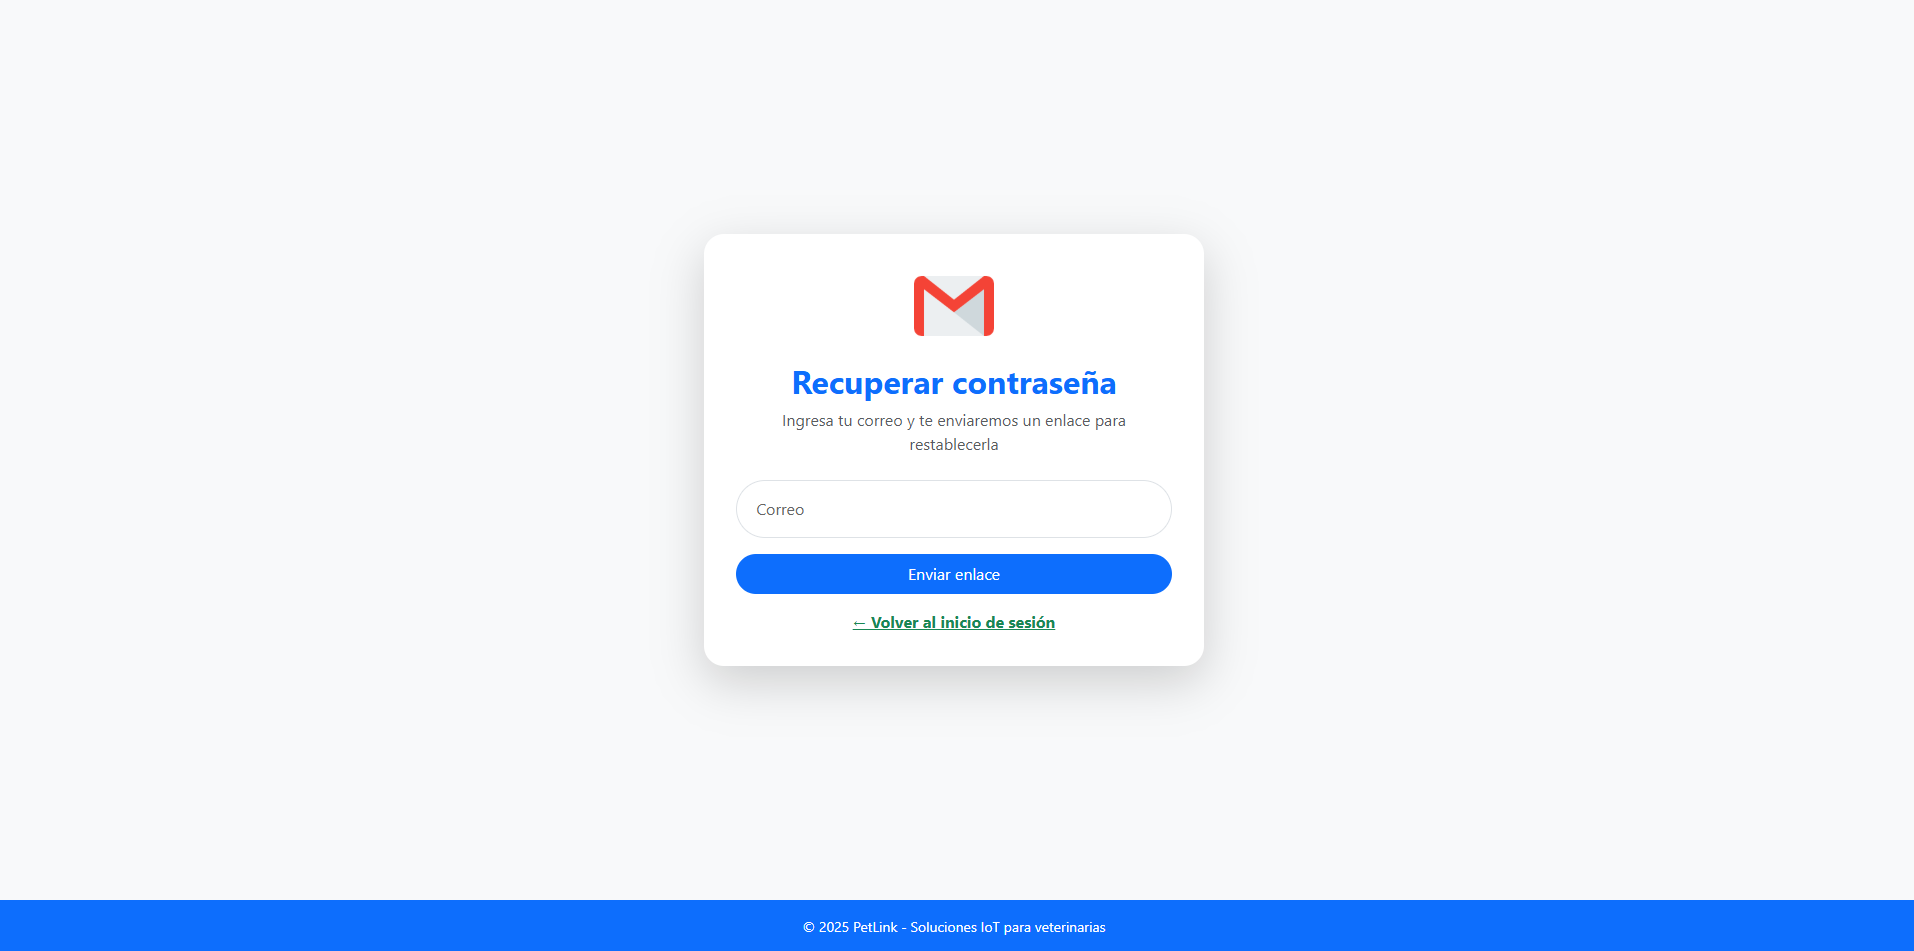 Recuperar contraseña
Ingresa tu correo y te enviaremos un enlace para
restablecerla
Correo
Enviar enlace
← Volver al inicio de sesión
© 2025 PetLink - Soluciones IoT para veterinarias